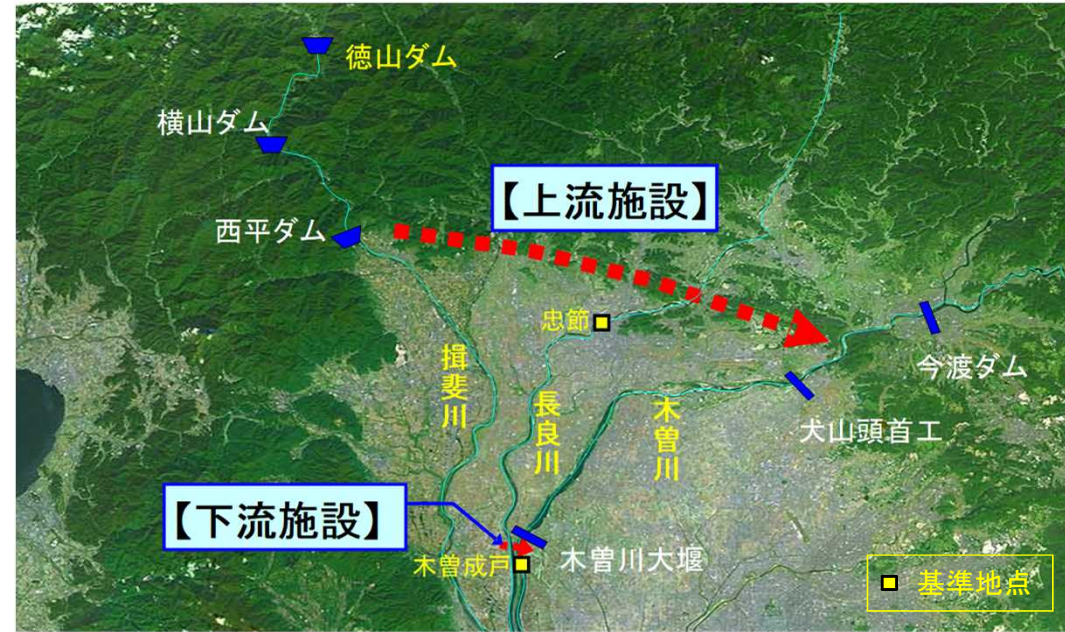 徳山ダム
横山ダム
【上流施設】
西平ダム
忠節
今渡ダム
揖斐川
長良川
木曽川
犬山頭首工
【下流施設】
木曽成戸
木曽川大堰
基準地点